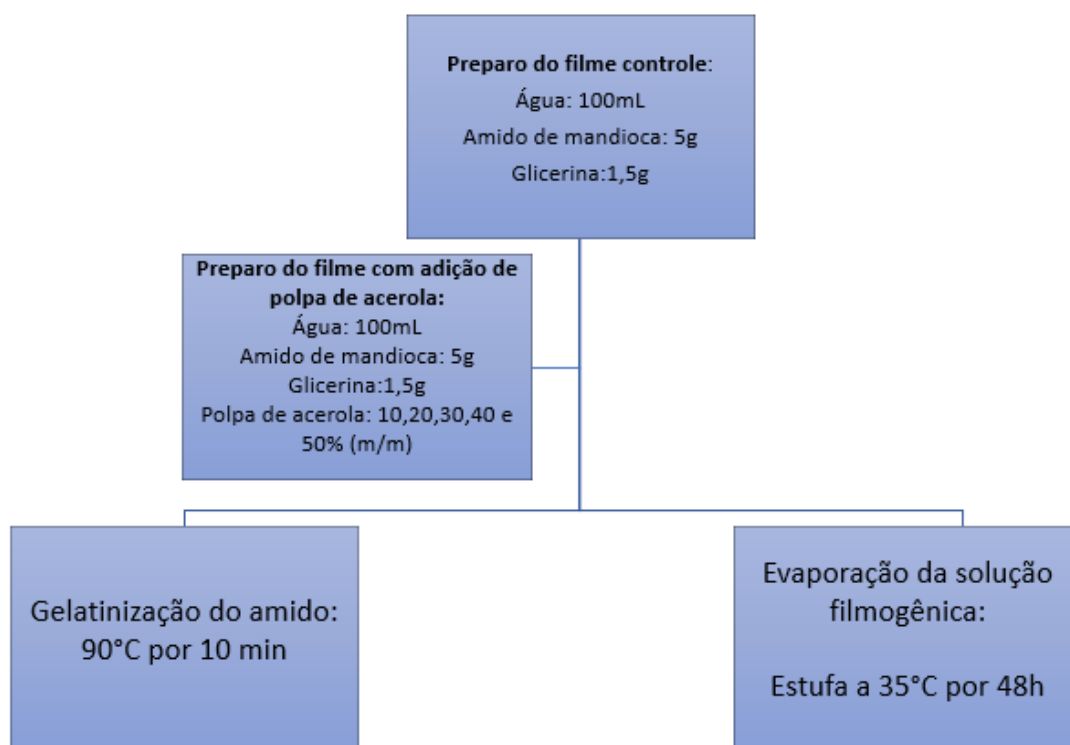 Preparo do filme controle:
Água: 100mL
Amido de mandioca: 5g
Glicerina:1,5g
Preparo do filme com adição de
polpa de acerola:
Água: 100mL
Amido de mandioca: 5g
Glicerina:1,5g
Polpa de acerola: 10,20,30,40 e
50% (m/m)
Gelatinização do amido:
90°C por 10 min
Evaporação da solução
filmogênica:
Estufa a 35°C por 48h